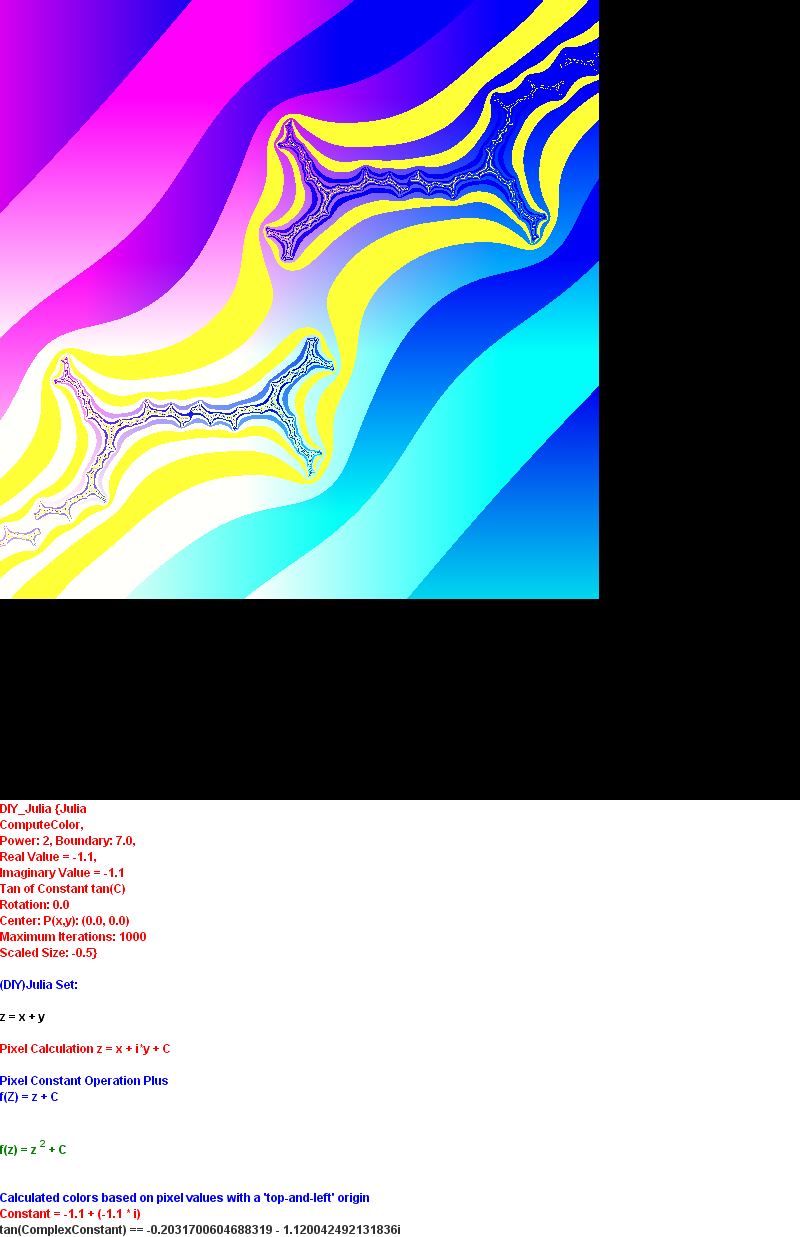 DIY_Julia {Julia
ComputeColor,
Power: 2, Boundary: 7.0,
Real Value = -1.1,
Imaginary Value = -1.1
Tan of Constant tan(C)
Rotation: 0.0
Center: P(x,y): (0.0, 0.0)
Maximum Iterations: 1000
Scaled Size: -0.5}
(DIY)Julia Set:
z = x + y
Pixel Calculation z = x + i*y + C
Pixel Constant Operation Plus
f(Z) = z + C
f(z) = z 2 + C
Calculated colors based on pixel values with a 'top-and-left' origin
Constant = -1.1 + (-1.1 * i)
tan(ComplexConstant) == -0.2031700604688319 - 1.120042492131836i